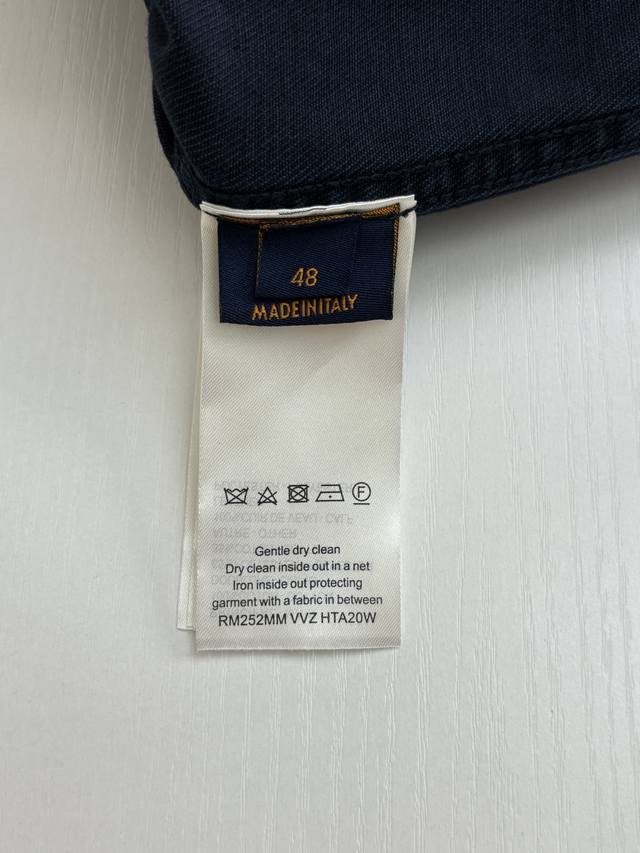 48
MADEINITALY
F
Gentle dry clean
Dry clean inside out in a net
Iron inside out protecting
garment with a fabric in between
RM252MM VVZ HTA20W